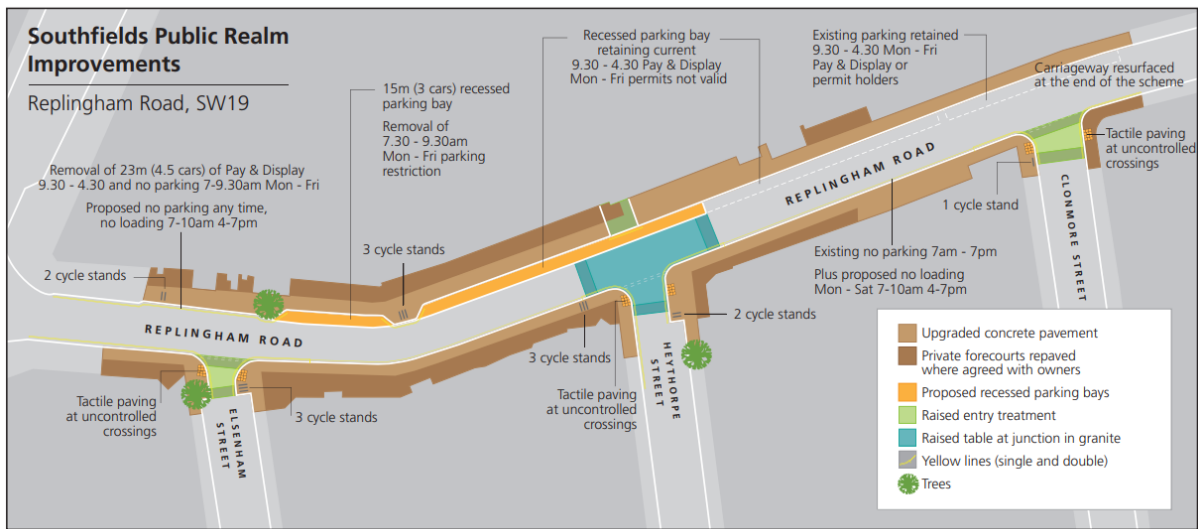 Southfields Public Realm
Improvements
Replingham Road, SW19
Removal of 23m (4.5 cars) of Pay & Display
9.30 - 4.30 and no parking 7-9.30am Mon - Fri
Proposed no parking any time,
no loading 7-10am 4-7pm
2 cycle stands
15m (3 cars) recessed
parking bay
Removal of
7.30 - 9.30am
Mon - Fri parking
restriction
3 cycle stands
Recessed parking bay
retaining current
9.30 - 4.30 Pay & Display
Mon - Fri permits not valid
Existing parking retained
9.30 - 4.30 Mon - Fri
Pay & Display or
permit holders
Carriageway resurfaced
at the end of the scheme
Tactile paving
at uncontrolled
crossings
REPLINGHAM ROAD
1 cycle stand
CLONMORE STREET
Existing no parking 7am - 7pm
Plus proposed no loading
Mon - Sat 7-10am 4-7pm
REPLINGHAM ROAD
2 cycle stands
3 cycle stands
HEYTHORPE
STREET
Tactile paving
at uncontrolled
crossings
Tactile paving
at uncontrolled
crossings
ELSENHAM
STREET
3 cycle stands
Upgraded concrete pavement
Private forecourts repaved
where agreed with owners
Proposed recessed parking bays
Raised entry treatment
Raised table at junction in granite
Yellow lines (single and double)
Trees